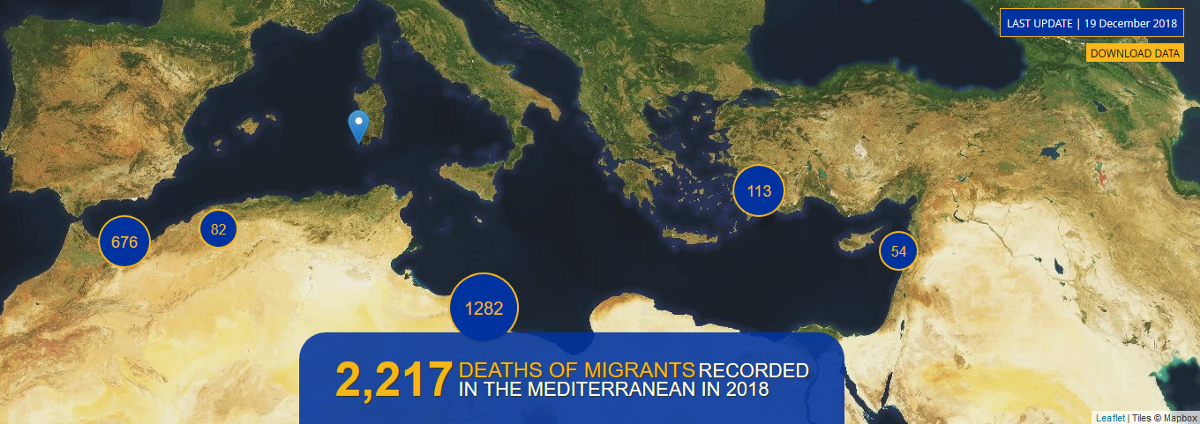 LAST UPDATE | 19 December 2018
DOWNLOAD DATA
113
676
82
54
1282
2,217 DEATHS OF MIGRANTS RECORDED
IN THE MEDITERRANEAN IN 2018
Leaflet | Tiles © Mapbox